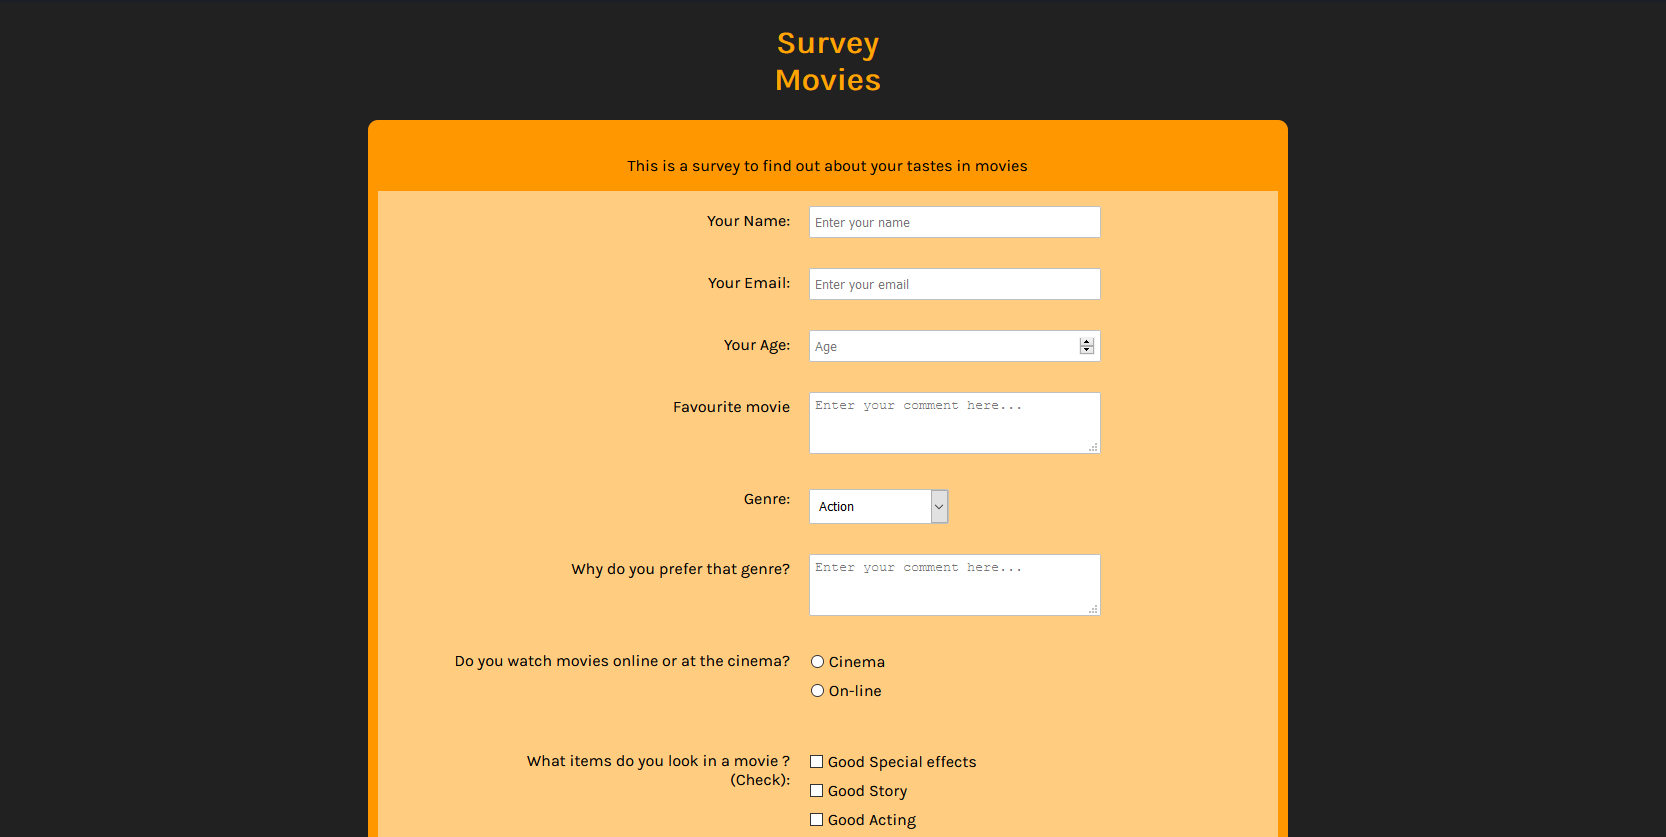 Survey
Movies
This is a survey to find out about your tastes in movies
Your Name:
Enter your name
Your Email:
Enter your email
Your Age:
Age
Favourite movie
Enter your comment here...
Genre:
Action
Why do you prefer that genre?
Enter your comment here...
Do you watch movies online or at the cinema?
Cinema
On-line
What items do you look in a movie ?
(Check):
Good Special effects
Good Story
Good Acting